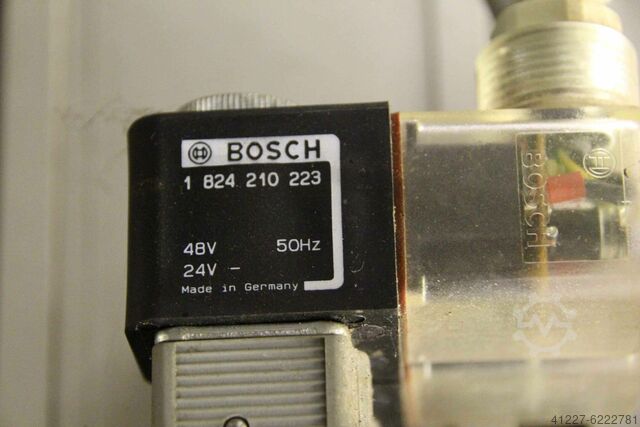 BOSCH
1 824 210 223
48V 50Hz
24V -
Made in Germany
BOSCH
41227-6222781